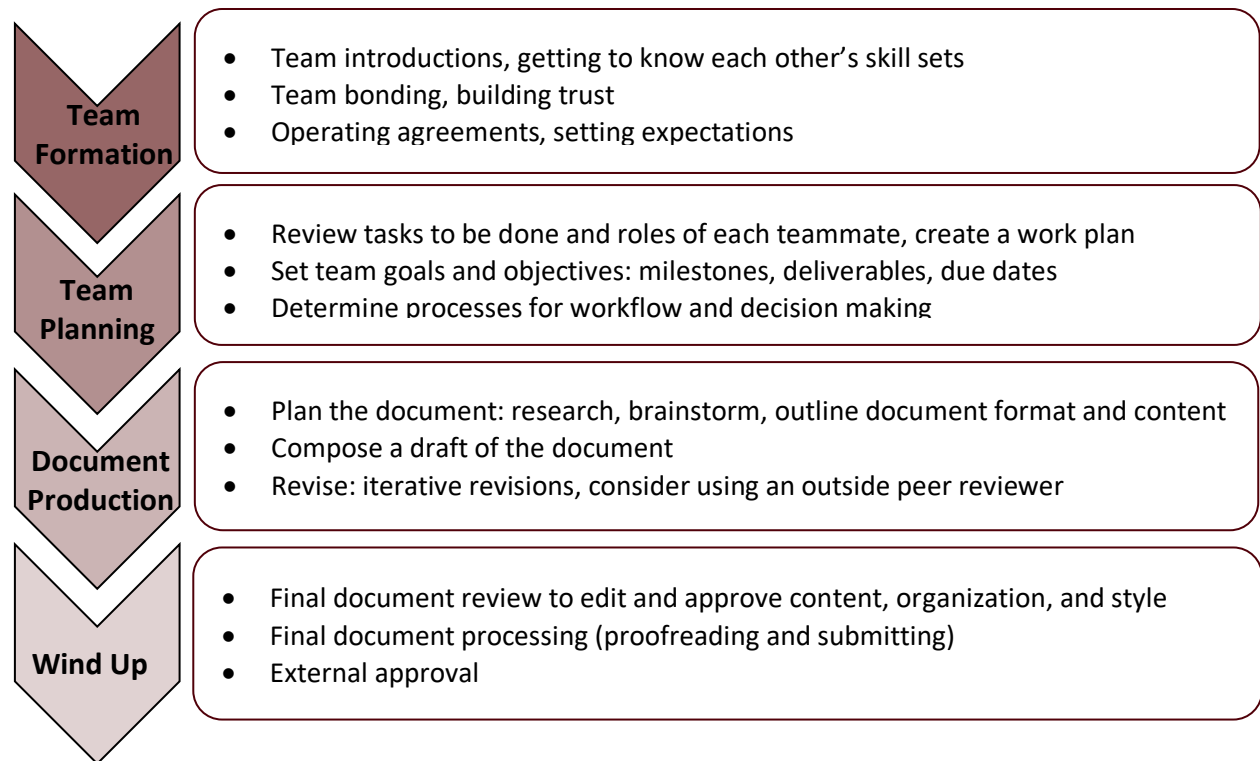 Team
Formation
• Team introductions, getting to know each other’s skill sets
• Team bonding, building trust
• Operating agreements, setting expectations
Team
Planning
• Review tasks to be done and roles of each teammate, create a work plan
• Set team goals and objectives: milestones, deliverables, due dates
• Determine processes for workflow and decision making
Document
Production
• Plan the document: research, brainstorm, outline document format and content
• Compose a draft of the document
• Revise: iterative revisions, consider using an outside peer reviewer
Wind Up
• Final document review to edit and approve content, organization, and style
• Final document processing (proofreading and submitting)
• External approval